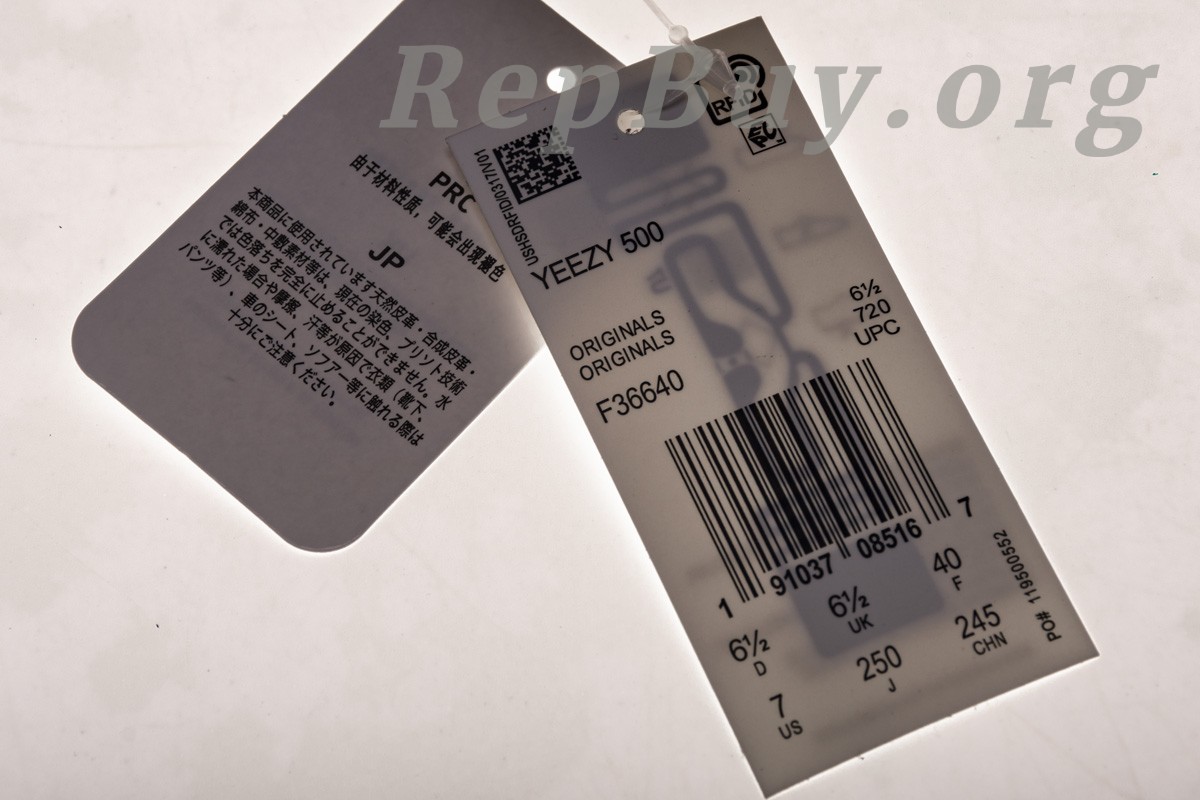 RepBuy.org
PRC
由于材料性质，可能会出现褪色
JP
本商品に使用されています天然皮革・合成皮革・
綿布・中敷素材等は、現在の染色、プリント技術
では色落ちを完全に止めることができません。水
に濡れた場合や摩擦、汗等が原因で衣類（靴下、
パンツ等）、車のシート、ソファー等に触れる際は
十分にご注意ください。
RFID
EPC
USHSDRFID/0317/V01
YEEZY 500
ORIGINALS
ORIGINALS
F36640
6½
720
UPC
1 91037 08516 7
6½
D
6½
UK
40
F
7
US
250
J
245
CHN
PO# 119500552